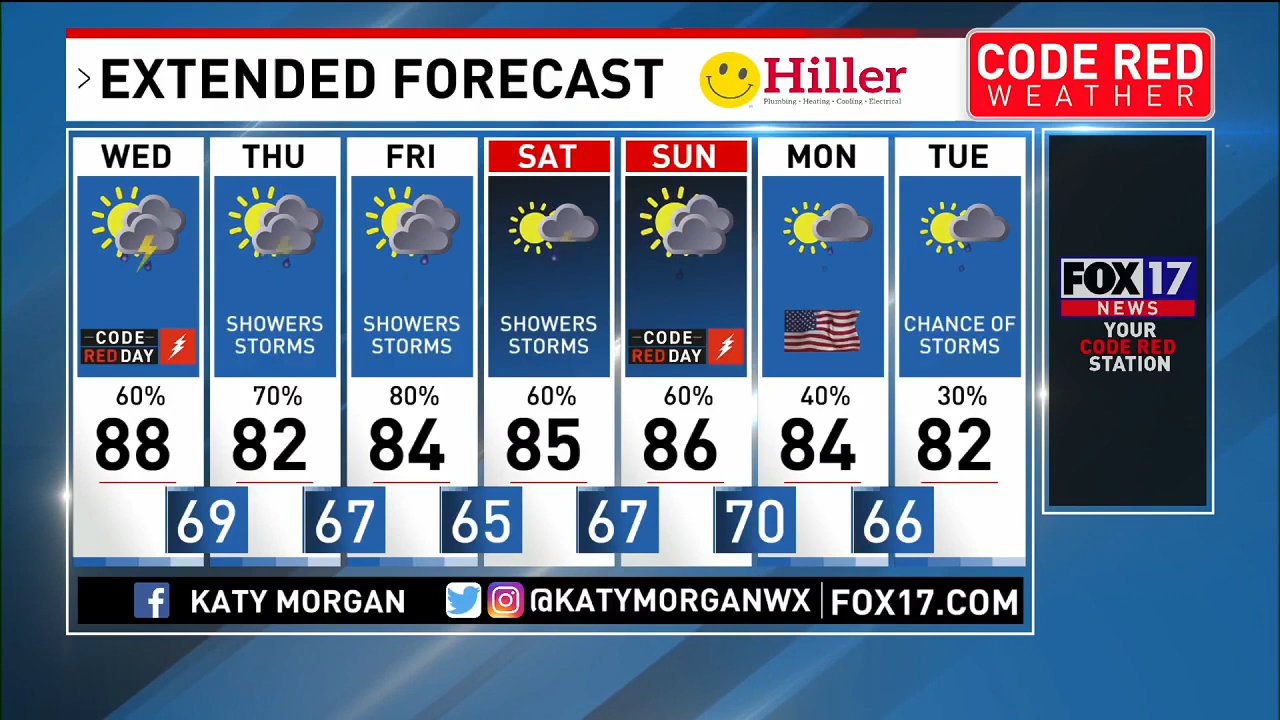 > EXTENDED FORECAST
Hiller
Plumbing • Heating • Cooling • Electrical
CODE RED
WEATHER
WED THU FRI SAT SUN MON TUE
CODE
RED DAY
SHOWERS
STORMS
SHOWERS
STORMS
SHOWERS
STORMS
CODE
RED DAY
CHANCE OF
STORMS
60% 70% 80% 60% 60% 40% 30%
88 82 84 85 86 84 82
69 67 65 67 70 66
FOX 17
NEWS
YOUR
CODE RED
STATION
f KATY MORGAN @KATYMORGANWX | FOX17.COM